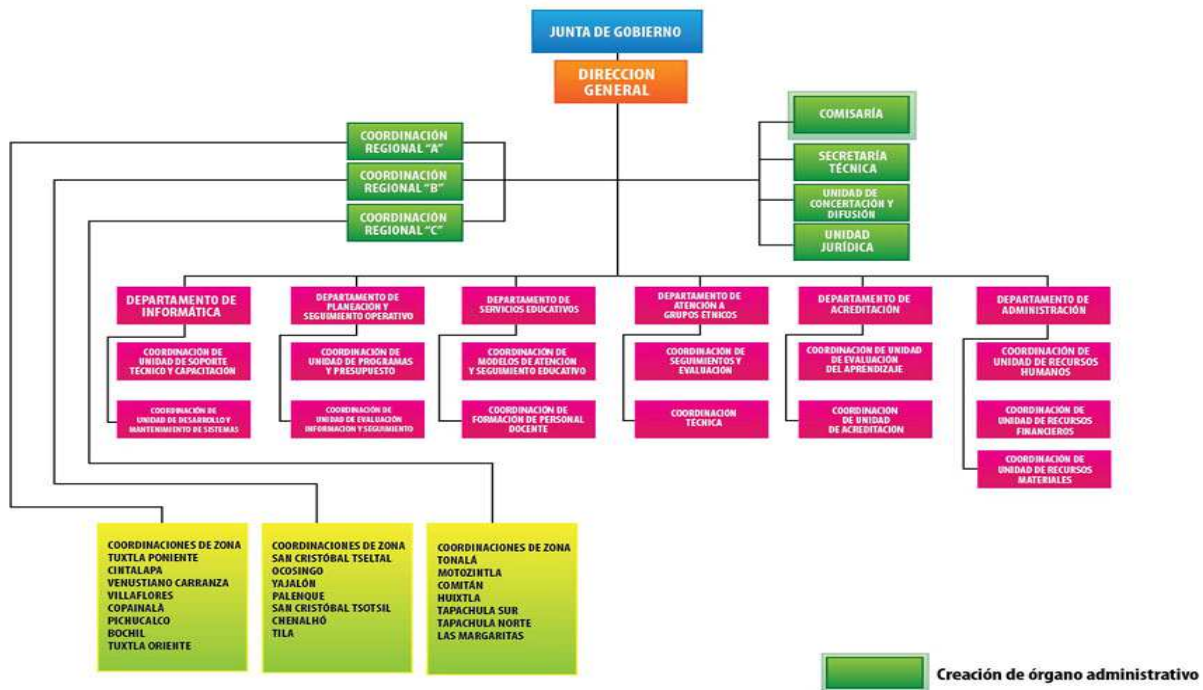 JUNTA DE GOBIERNO
DIRECCION
GENERAL
COMISARÍA
SECRETARÍA
TÉCNICA
UNIDAD DE
CONCERTACIÓN Y
DIFUSIÓN
UNIDAD
JURÍDICA
COORDINACIÓN
REGIONAL "A"
COORDINACIÓN
REGIONAL "B"
COORDINACIÓN
REGIONAL "C"
DEPARTAMENTO DE
INFORMÁTICA
COORDINACIÓN DE
UNIDAD DE SOPORTE
TÉCNICO Y CAPACITACIÓN
COORDINACIÓN DE
UNIDAD DE DESARROLLO Y
MANTENIMIENTO DE SISTEMAS
DEPARTAMENTO DE
PLANEACIÓN Y
SEGUIMIENTO OPERATIVO
COORDINACIÓN DE
UNIDAD DE PROGRAMAS
Y PRESUPUESTO
COORDINACIÓN DE
UNIDAD DE EVALUACIÓN
INFORMACION Y SEGUIMIENTO
DEPARTAMENTO DE
SERVICIOS EDUCATIVOS
COORDINACIÓN DE
MODELOS DE ATENCIÓN
Y SEGUIMIENTO EDUCATIVO
COORDINACIÓN DE
FORMACIÓN DE PERSONAL
DOCENTE
DEPARTAMENTO DE
ATENCIÓN A
GRUPOS ÉTNICOS
COORDINACIÓN DE
SEGUIMIENTOS Y
EVALUACIÓN
COORDINACIÓN
TÉCNICA
DEPARTAMENTO DE
ACREDITACIÓN
COORDINACIÓN DE UNIDAD
DE EVALUACIÓN
DEL APRENDIZAJE
COORDINACIÓN
DE UNIDAD
DE ACREDITACIÓN
DEPARTAMENTO DE
ADMINISTRACIÓN
COORDINACIÓN DE
UNIDAD DE RECURSOS
HUMANOS
COORDINACIÓN DE
UNIDAD DE RECURSOS
FINANCIEROS
COORDINACIÓN DE
UNIDAD DE RECURSOS
MATERIALES
COORDINACIONES DE ZONA
TUXTLA PONIENTE
CINTALAPA
VENUSTIANO CARRANZA
VILLAFLORES
COPAINALÁ
PICHUCALCO
BOCHIL
TUXTLA ORIENTE
COORDINACIONES DE ZONA
SAN CRISTÓBAL TSELTAL
OCOSINGO
YAJALÓN
PALENQUE
SAN CRISTÓBAL TSOTSIL
CHENALHÓ
TILA
COORDINACIONES DE ZONA
TONALÁ
MOTOZINTLA
COMITÁN
HUIXTLA
TAPACHULA SUR
TAPACHULA NORTE
LAS MARGARITAS
Creación de órgano administrativo